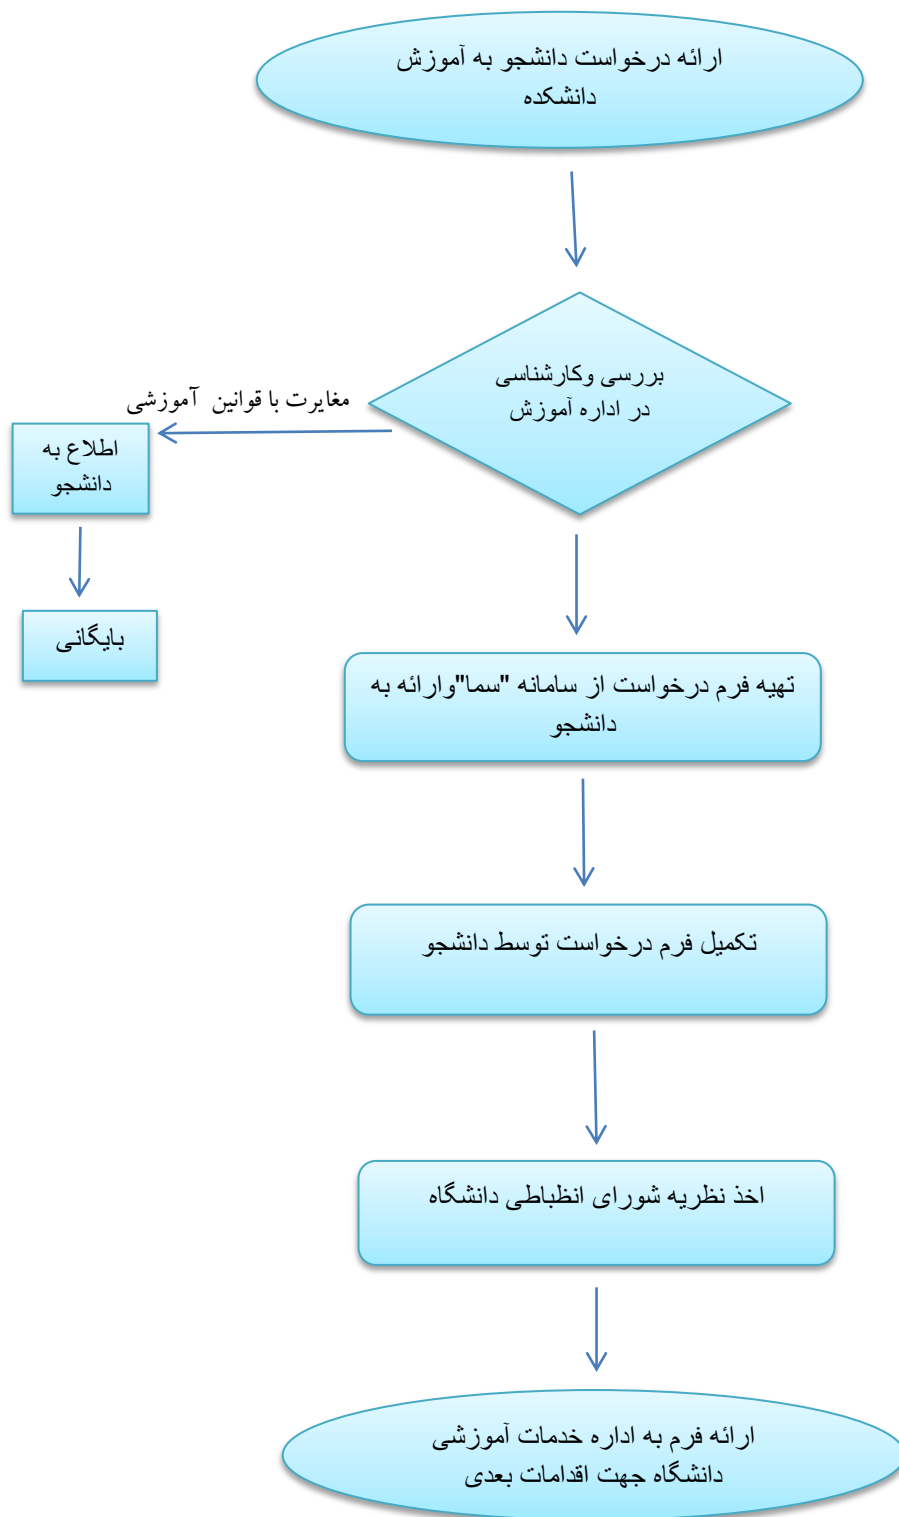 ارائه درخواست دانشجو به آموزش
دانشکده
بررسی وکارشناسی
در اداره آموزش
مغایرت با قوانین آموزشی
اطلاع به
دانشجو
بایگانی
تهیه فرم درخواست از سامانه "سما"وارائه به
دانشجو
تکمیل فرم درخواست توسط دانشجو
اخذ نظریه شورای انظباطی دانشگاه
ارائه فرم به اداره خدمات آموزشی
دانشگاه جهت اقدامات بعدی